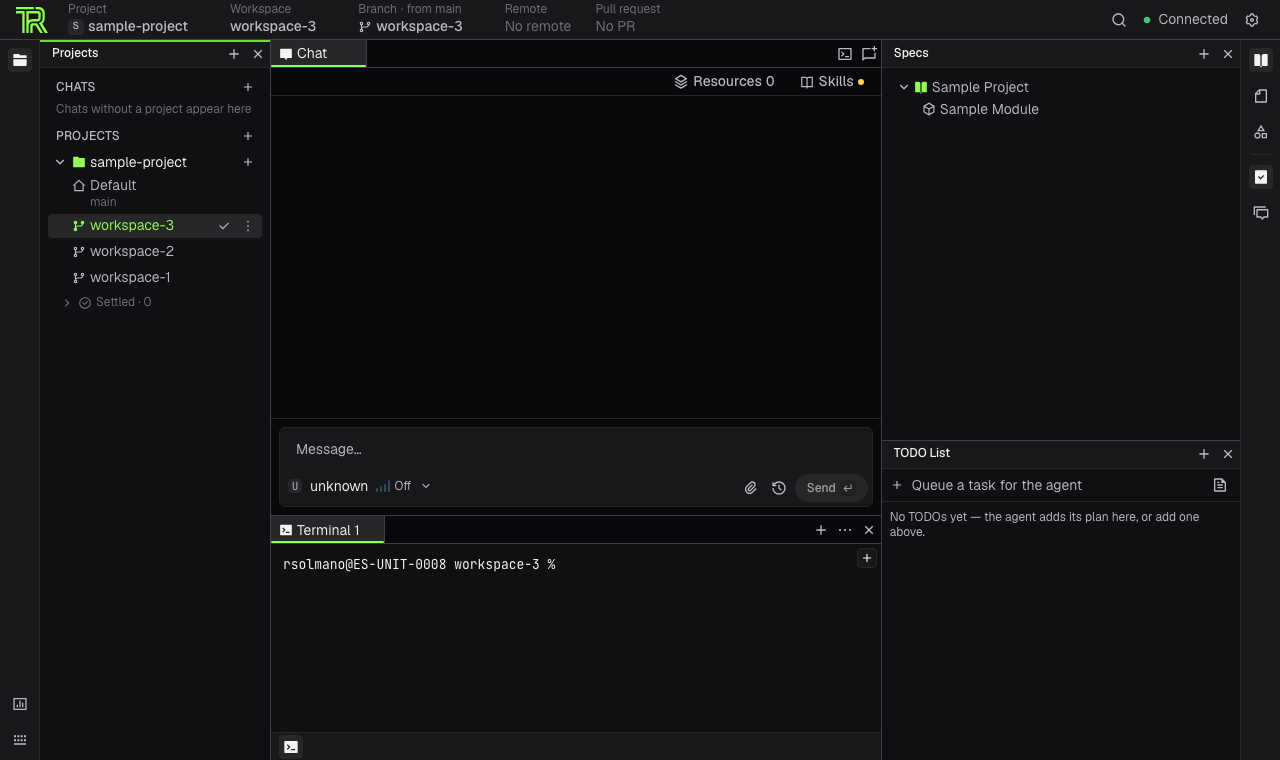 Project
S sample-project
Workspace
workspace-3
Branch · from main
workspace-3
Remote
No remote
Pull request
No PR
Connected
Projects
CHATS
Chats without a project appear here
PROJECTS
sample-project
Default
main
workspace-3
workspace-2
workspace-1
Settled · 0
Chat
Resources 0
Skills
Message...
U unknown Off
Send
Terminal 1
rsolmano@ES-UNIT-0008 workspace-3 %
Specs
Sample Project
Sample Module
TODO List
Queue a task for the agent
No TODOs yet — the agent adds its plan here, or add one
above.